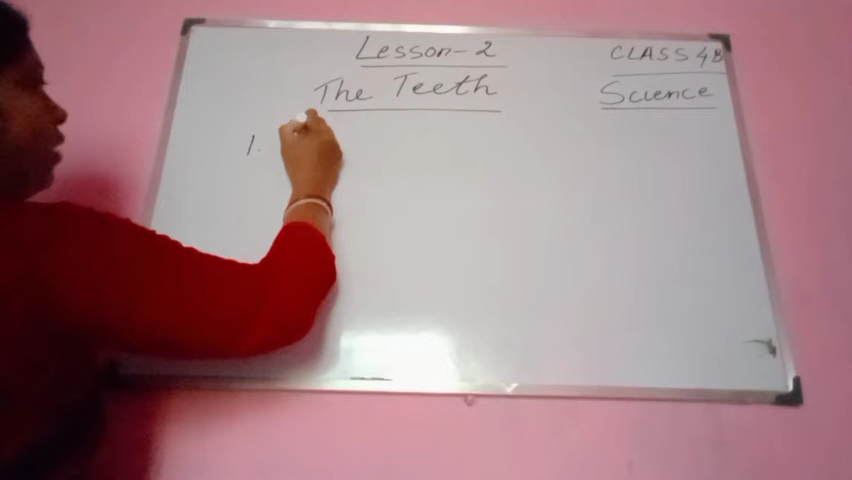 Lesson-2
CLASS 4B
The Teeth
Science
1.